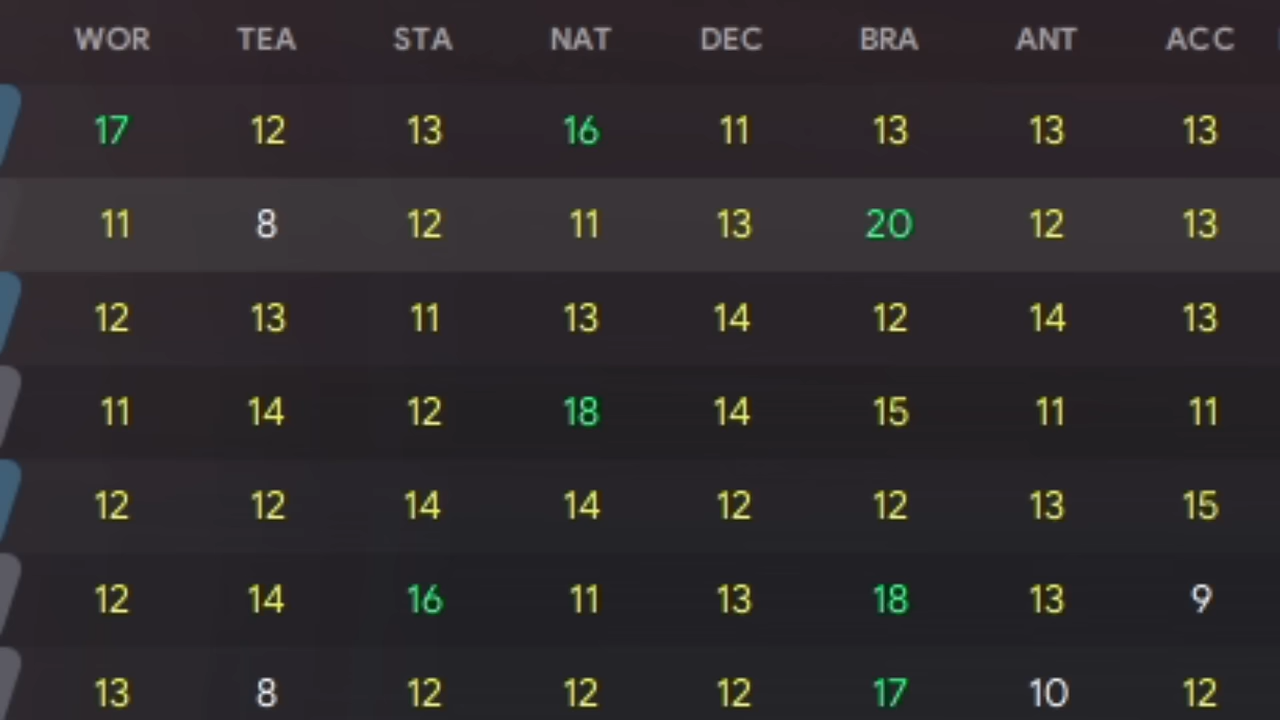 WOR TEA STA NAT DEC BRA ANT ACC
17 12 13 16 11 13 13 13
11 8 12 11 13 20 12 13
12 13 11 13 14 12 14 13
11 14 12 18 14 15 11 11
12 12 14 14 12 12 13 15
12 14 16 11 13 18 13 9
13 8 12 12 12 17 10 12